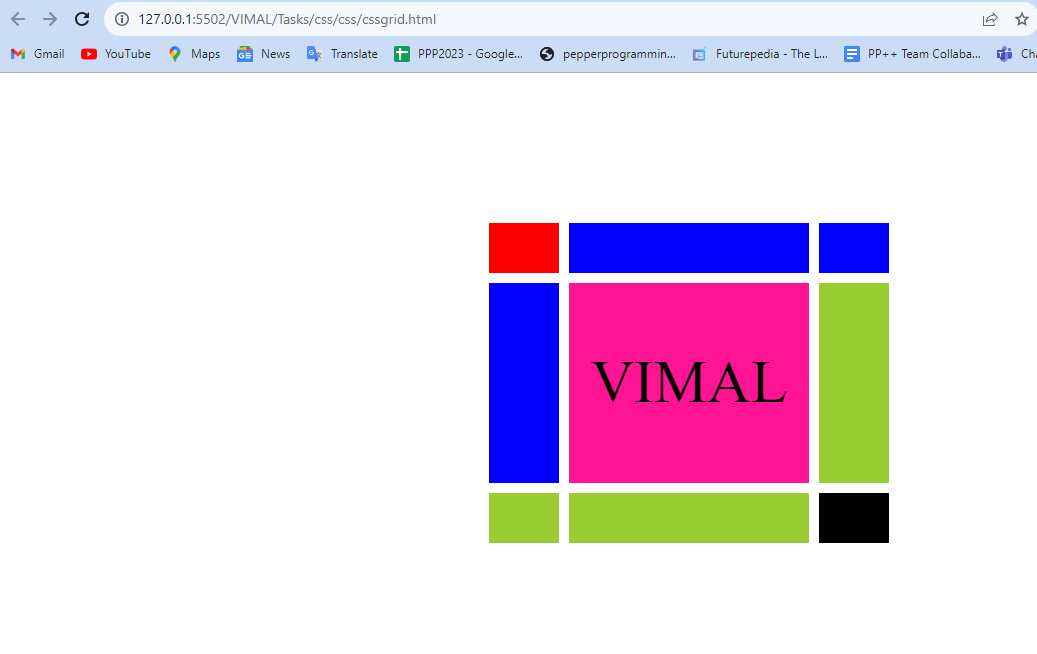 127.0.0.1:5502/VIMAL/Tasks/css/css/cssgrid.html
Gmail YouTube Maps News Translate PPP2023 - Google... pepperprogrammin... Futurepedia - The L... PP++ Team Collaba... Cha
VIMAL